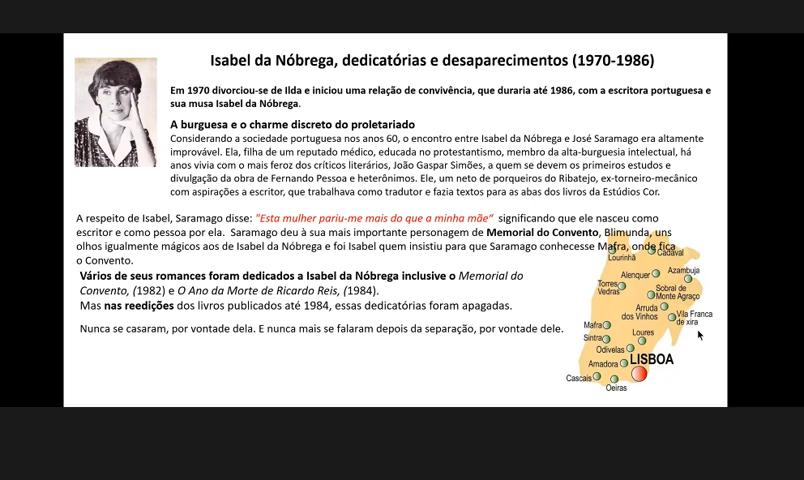 Isabel da Nóbrega, dedicatórias e desaparecimentos (1970-1986)
Em 1970 divorciou-se de Ilda e iniciou uma relação de convivência, que duraria até 1986, com a escritora portuguesa e
sua musa Isabel da Nóbrega.
A burguesa e o charme discreto do proletariado
Considerando a sociedade portuguesa nos anos 60, o encontro entre Isabel da Nóbrega e José Saramago era altamente
improvável. Ela, filha de um reputado médico, educada no protestantismo, membro da alta-burguesia intelectual, há
anos vivia com o mais feroz dos críticos literários, João Gaspar Simões, a quem se devem os primeiros estudos e
divulgação da obra de Fernando Pessoa e heterônimos. Ele, um neto de porqueiros do Ribatejo, ex-torneiro-mecânico
com aspirações a escritor, que trabalhava como tradutor e fazia textos para as abas dos livros da Estúdios Cor.
A respeito de Isabel, Saramago disse: "Esta mulher pariu-me mais do que a minha mãe" significando que ele nasceu como
escritor e como pessoa por ela. Saramago deu à sua mais importante personagem de Memorial do Convento, Blimunda, uns
olhos igualmente mágicos aos de Isabel da Nóbrega e foi Isabel quem insistiu para que Saramago conhecesse Mafra, onde fica
o Convento.
Vários de seus romances foram dedicados a Isabel da Nóbrega inclusive o Memorial do
Convento, (1982) e O Ano da Morte de Ricardo Reis, (1984).
Mas nas reedições dos livros publicados até 1984, essas dedicatórias foram apagadas.
Nunca se casaram, por vontade dela. E nunca mais se falaram depois da separação, por vontade dele.
Lourinhã
Cadaval
Alenquer
Azambuja
Torres
Vedras
Sobral de
Monte Agraço
Arruda
dos Vinhos
Vila Franca
de xira
Mafra
Loures
Sintra
Odivelas
LISBOA
Amadora
Cascais
Oeiras